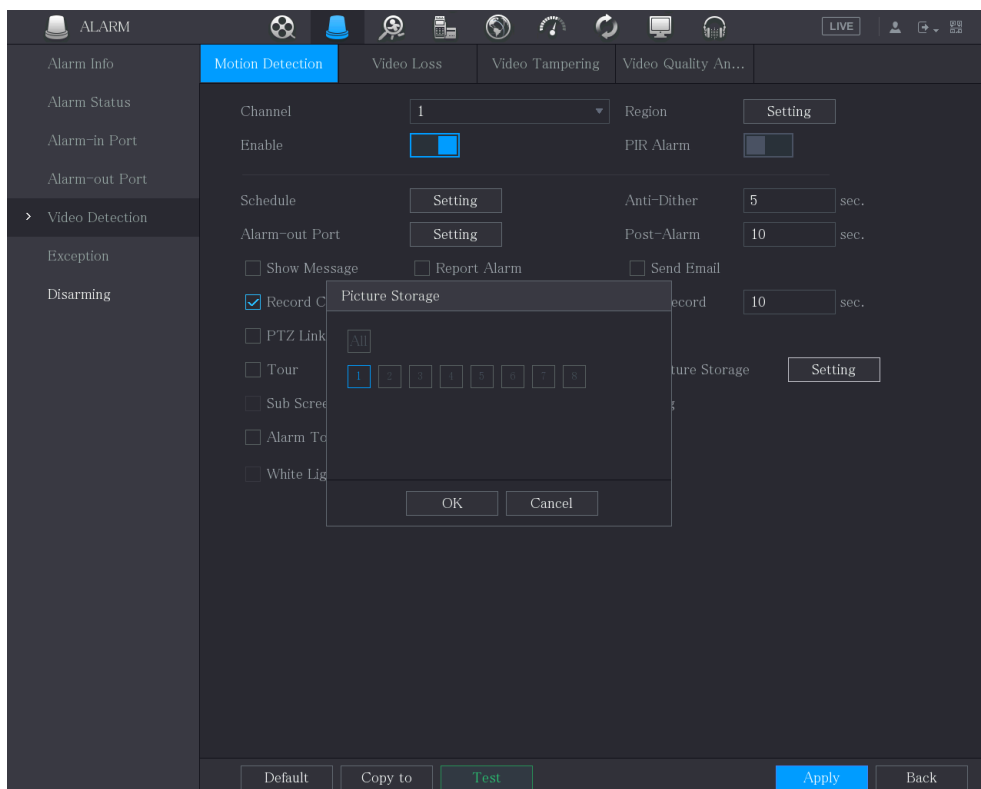 ALARM LIVE
Alarm Info
Alarm Status
Alarm-in Port
Alarm-out Port
Video Detection
Exception
Disarming
Motion Detection Video Loss Video Tampering Video Quality An...
Channel 1 Region Setting
Enable PIR Alarm
Schedule Setting Anti-Dither 5 sec.
Alarm-out Port Setting Post-Alarm 10 sec.
Show Message Report Alarm Send Email
Record C ecord 10 sec.
PTZ Link
Tour ture Storage Setting
Sub Scree g
Alarm To
White Lig
Picture Storage
All
1 2 3 4 5 6 7 8
OK Cancel
Default Copy to Test Apply Back